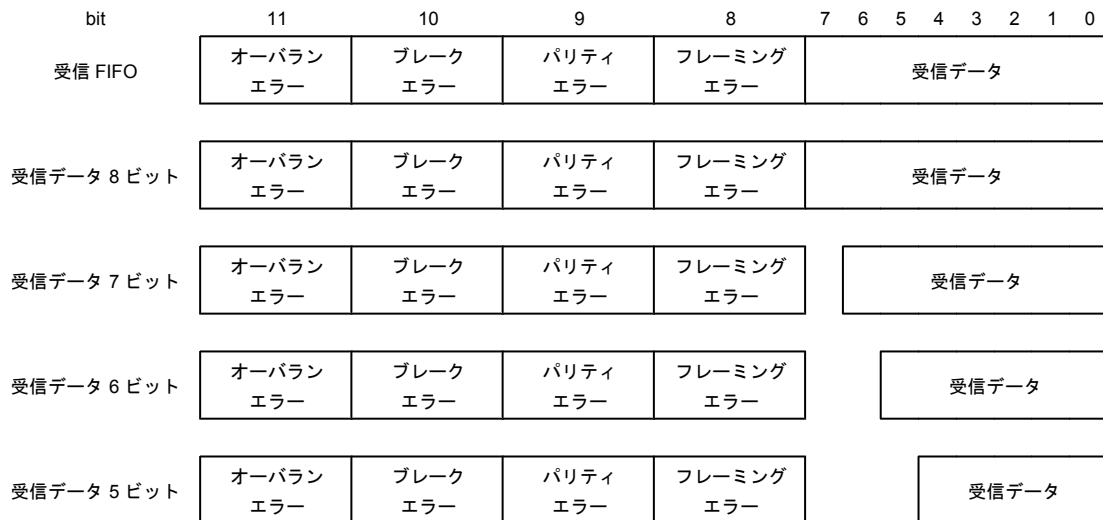 bit 11 10 9 8 7 6 5 4 3 2 1 0
受信 FIFO オーバラン ブレーク パリティ フレーミング 受信データ
エラー エラー エラー エラー
受信データ 8 ビット オーバラン ブレーク パリティ フレーミング 受信データ
エラー エラー エラー エラー
受信データ 7 ビット オーバラン ブレーク パリティ フレーミング 受信データ
エラー エラー エラー エラー
受信データ 6 ビット オーバラン ブレーク パリティ フレーミング 受信データ
エラー エラー エラー エラー
受信データ 5 ビット オーバラン ブレーク パリティ フレーミング 受信データ
エラー エラー エラー エラー